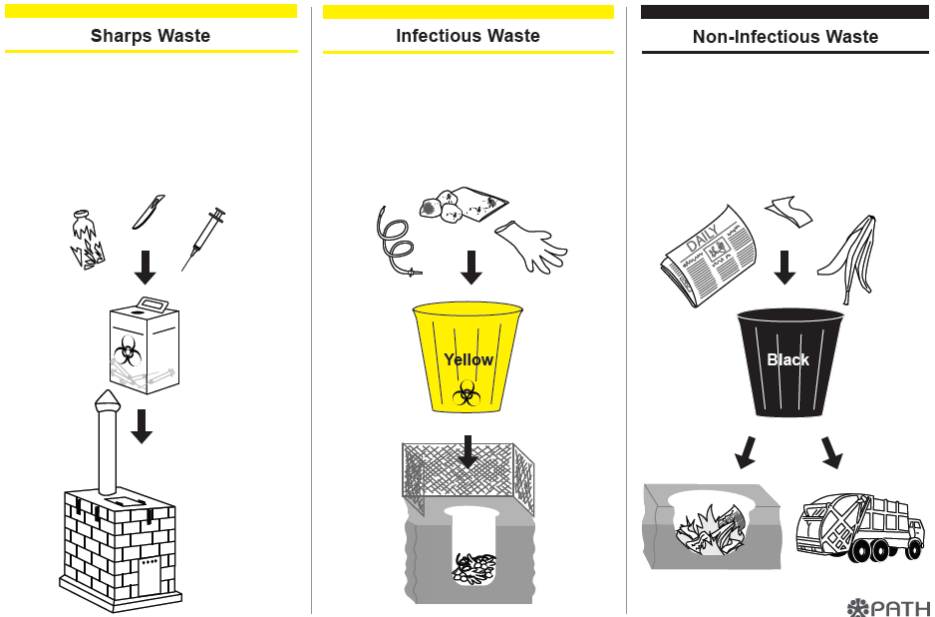 Sharps Waste
Infectious Waste
Non-Infectious Waste
DAILY
Yellow
Black
PATH